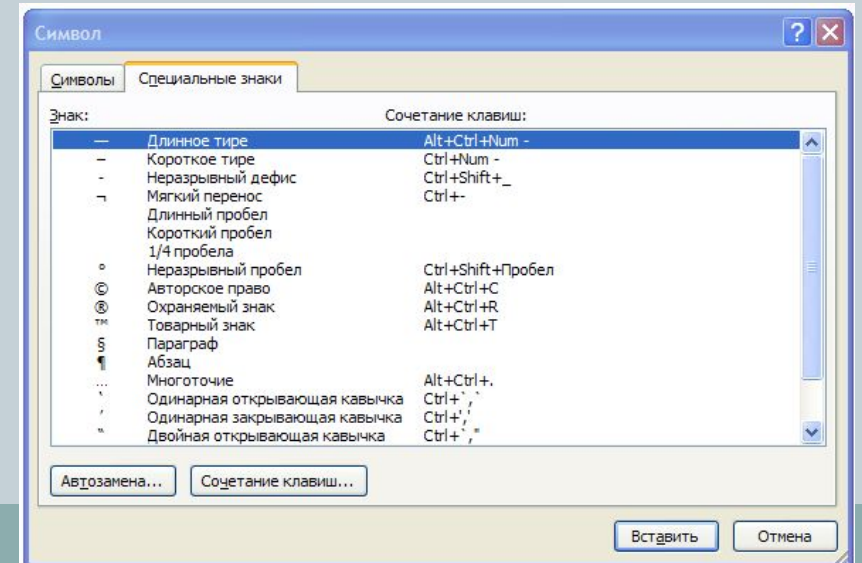 Символ
Символы Специальные знаки
Знак: Сочетание клавиш:
— Длинное тире Alt+Ctrl+Num -
– Короткое тире Ctrl+Num -
- Неразрывный дефис Ctrl+Shift+_
¬ Мягкий перенос Ctrl+-
Длинный пробел
Короткий пробел
1/4 пробела
° Неразрывный пробел Ctrl+Shift+Пробел
© Авторское право Alt+Ctrl+C
® Охраняемый знак Alt+Ctrl+R
™ Товарный знак Alt+Ctrl+T
§ Параграф
¶ Абзац
… Многоточие Alt+Ctrl+.
‘ Одинарная открывающая кавычка Ctrl+`,`
’ Одинарная закрывающая кавычка Ctrl+','
“ Двойная открывающая кавычка Ctrl+`,"
Автозамена... Сочетание клавиш...
Вставить Отмена